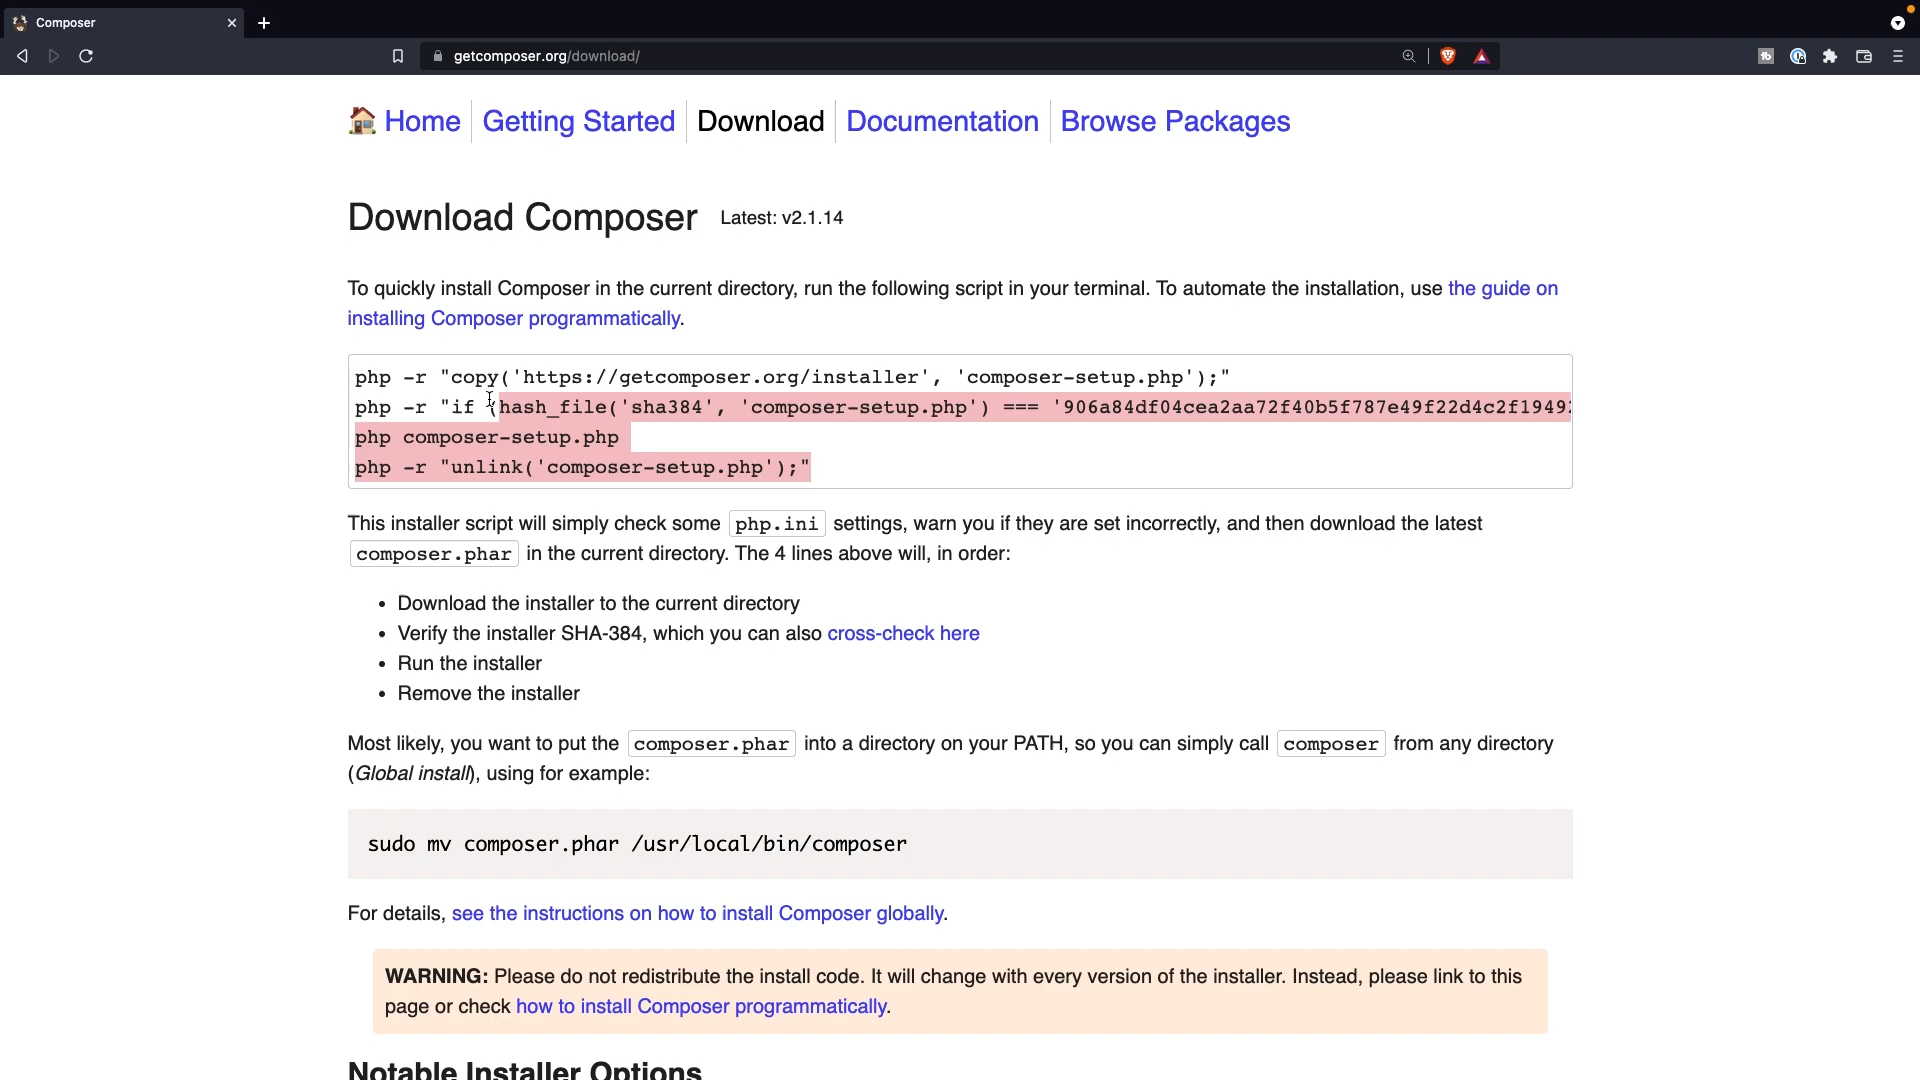 Composer
getcomposer.org/download/
Home
Getting Started
Download
Documentation
Browse Packages
Download Composer Latest: v2.1.14
To quickly install Composer in the current directory, run the following script in your terminal. To automate the installation, use the guide on
installing Composer programmatically.
php -r "copy('https://getcomposer.org/installer', 'composer-setup.php');"
php -r "if (hash_file('sha384', 'composer-setup.php') === '906a84df04cea2aa72f40b5f787e49f22d4c2f19492
php composer-setup.php
php -r "unlink('composer-setup.php');"
This installer script will simply check some php.ini settings, warn you if they are set incorrectly, and then download the latest
composer.phar in the current directory. The 4 lines above will, in order:
• Download the installer to the current directory
• Verify the installer SHA-384, which you can also cross-check here
• Run the installer
• Remove the installer
Most likely, you want to put the composer.phar into a directory on your PATH, so you can simply call composer from any directory
(Global install), using for example:
sudo mv composer.phar /usr/local/bin/composer
For details, see the instructions on how to install Composer globally.
WARNING: Please do not redistribute the install code. It will change with every version of the installer. Instead, please link to this
page or check how to install Composer programmatically.
Notable Installer Options